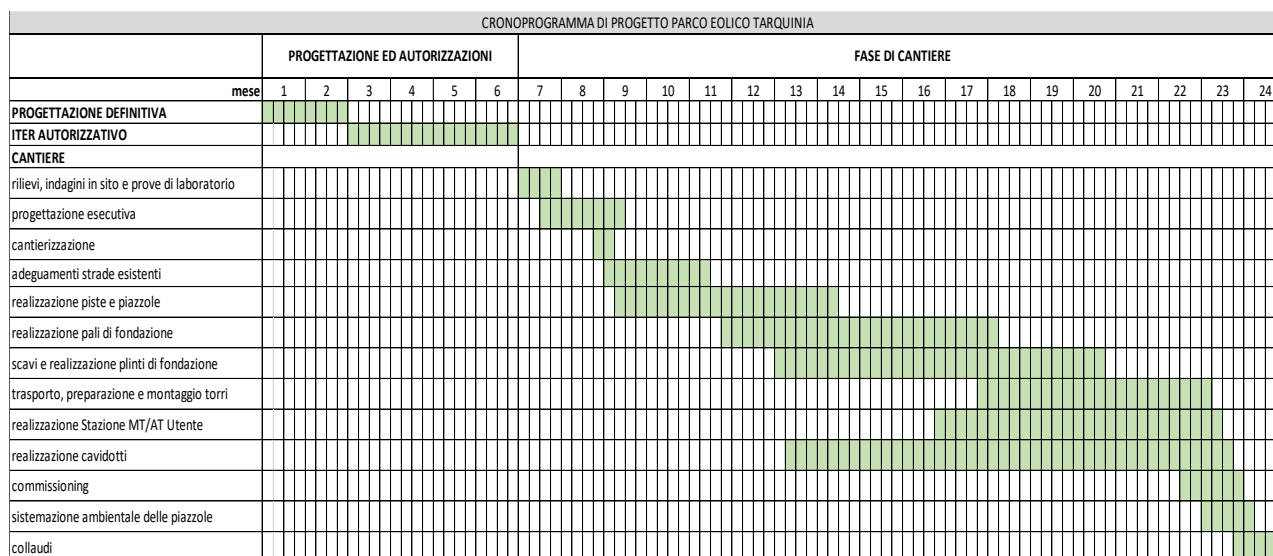 CRONOPROGRAMMA DI PROGETTO PARCO EOLICO TARQUINIA
PROGETTAZIONE ED AUTORIZZAZIONI FASE DI CANTIERE
mese 1 2 3 4 5 6 7 8 9 10 11 12 13 14 15 16 17 18 19 20 21 22 23 24
PROGETTAZIONE DEFINITIVA
ITER AUTORIZZATIVO
CANTIERE
rilievi, indagini in sito e prove di laboratorio
progettazione esecutiva
cantierizzazione
adeguamenti strade esistenti
realizzazione piste e piazzole
realizzazione pali di fondazione
scavi e realizzazione plinti di fondazione
trasporto, preparazione e montaggio torri
realizzazione Stazione MT/AT Utente
realizzazione cavidotti
commissioning
sistemazione ambientale delle piazzole
collaudi